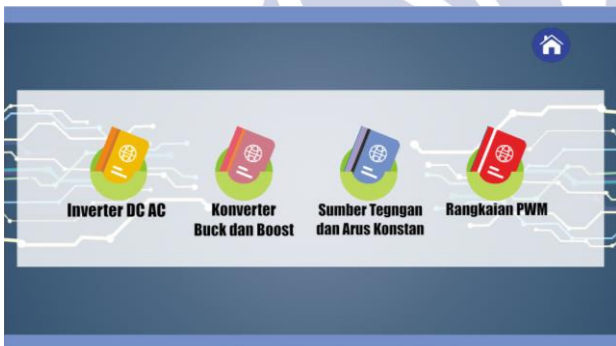 Inverter DC AC
Konverter
Buck dan Boost
Sumber Tegngan
dan Arus Konstan
Rangkaian PWM